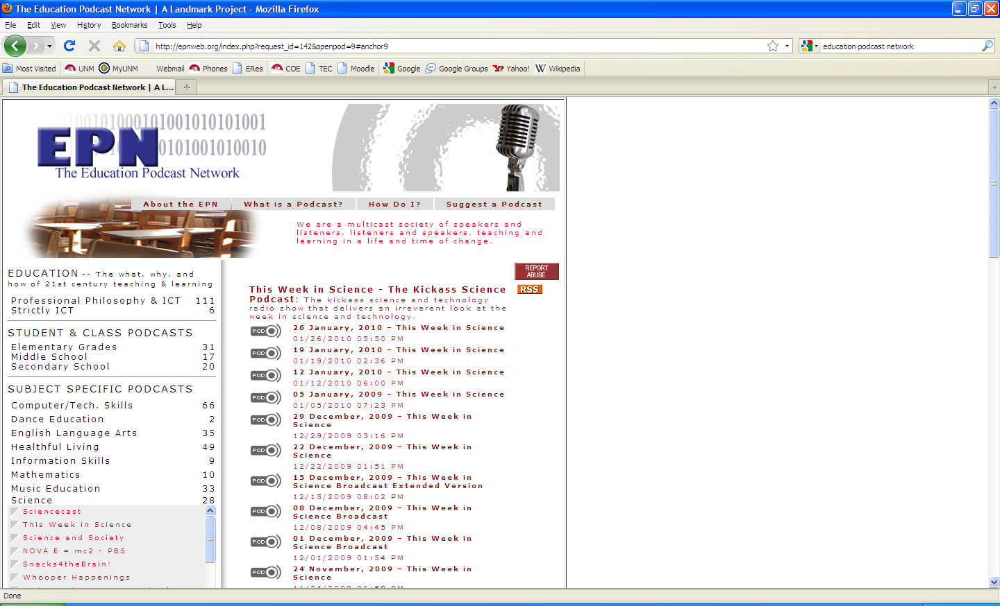 The Education Podcast Network | A Landmark Project - Mozilla Firefox
File Edit View History Bookmarks Tools Help
http://epnweb.org/index.php?request_id=142&openpod=9#anchor9
education podcast network
Most Visited UNM MyUNM Webmail Phones ERes COE TEC Moodle Google Google Groups Yahoo! Wikipedia
The Education Podcast Network | A L...
100101000101001010101001
0101001010010
EPN
The Education Podcast Network
About the EPN What is a Podcast? How Do I? Suggest a Podcast
We are a multicast society of speakers and
listeners, listeners and speakers, teaching and
learning in a life and time of change.
EDUCATION -- The what, why, and
how of 21st century teaching & learning
Professional Philosophy & ICT 111
Strictly ICT 6
STUDENT & CLASS PODCASTS
Elementary Grades 31
Middle School 17
Secondary School 20
SUBJECT SPECIFIC PODCASTS
Computer/Tech. Skills 66
Dance Education 2
English Language Arts 35
Healthful Living 49
Information Skills 9
Mathematics 10
Music Education 33
Science 28
Sciencecast
This Week in Science
Science and Society
NOVA E = mc2 - PBS
Snacks4theBrain!
Whooper Happenings
REPORT
ABUSE
RSS
This Week in Science - The Kickass Science
Podcast: The kickass science and technology
radio show that delivers an irreverent look at the
week in science and technology.
POD 26 January, 2010 – This Week in Science
01/26/2010 05:50 PM
POD 19 January, 2010 – This Week in Science
01/19/2010 02:36 PM
POD 12 January, 2010 – This Week in Science
01/12/2010 06:00 PM
POD 05 January, 2009 – This Week in Science
01/05/2010 07:23 PM
POD 29 December, 2009 – This Week in
Science
12/29/2009 03:16 PM
POD 22 December, 2009 – This Week in
Science
12/22/2009 01:51 PM
POD 15 December, 2009 – This Week in
Science Broadcast Extended Version
12/15/2009 08:02 PM
POD 08 December, 2009 – This Week in
Science Broadcast
12/08/2009 04:45 PM
POD 01 December, 2009 – This Week in
Science Broadcast
12/01/2009 01:54 PM
POD 24 November, 2009 – This Week in
Science
11/24/2009 06:58 PM
Done